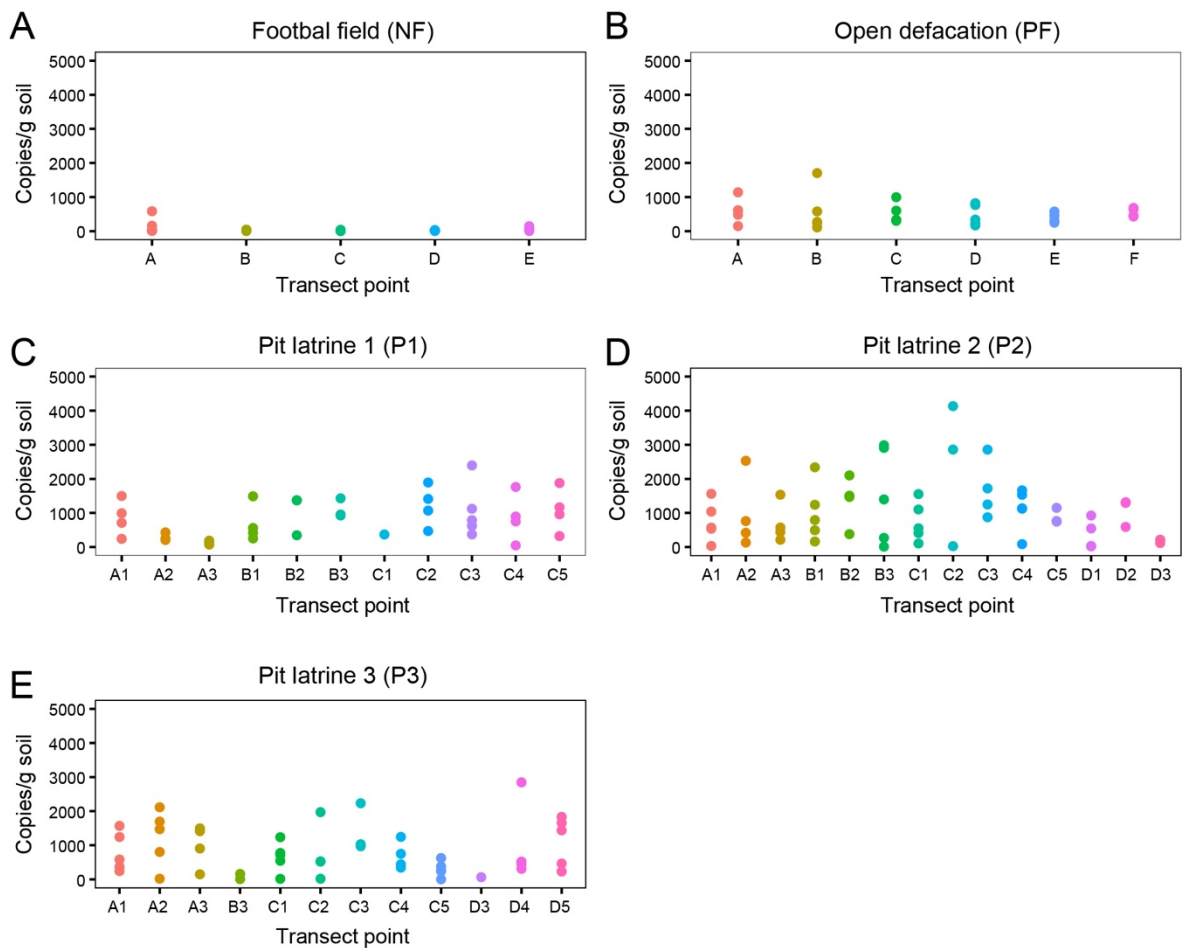 A
Footbal field (NF)
Copies/g soil
5000
4000
3000
2000
1000
0
A B C D E
Transect point
B
Open defacation (PF)
Copies/g soil
5000
4000
3000
2000
1000
0
A B C D E F
Transect point
C
Pit latrine 1 (P1)
Copies/g soil
5000
4000
3000
2000
1000
0
A1 A2 A3 B1 B2 B3 C1 C2 C3 C4 C5
Transect point
D
Pit latrine 2 (P2)
Copies/g soil
5000
4000
3000
2000
1000
0
A1 A2 A3 B1 B2 B3 C1 C2 C3 C4 C5 D1 D2 D3
Transect point
E
Pit latrine 3 (P3)
Copies/g soil
5000
4000
3000
2000
1000
0
A1 A2 A3 B3 C1 C2 C3 C4 C5 D3 D4 D5
Transect point